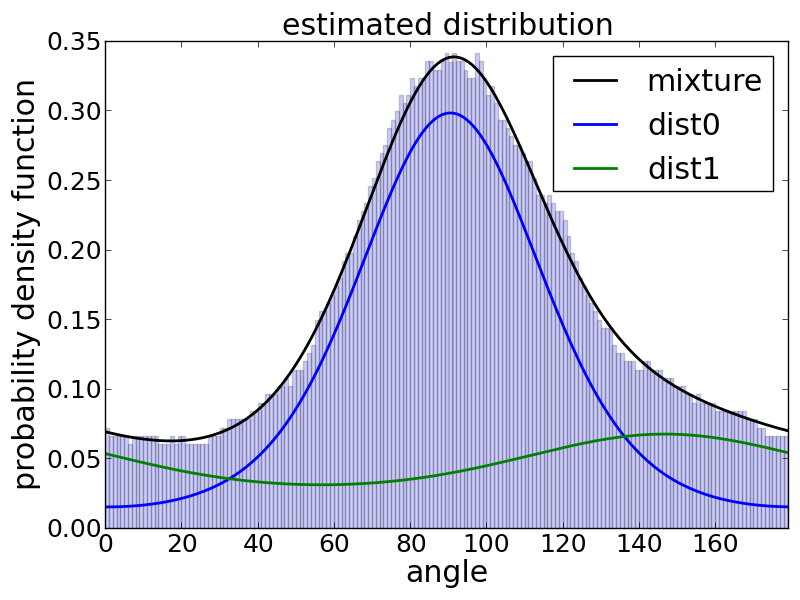 estimated distribution
probability density function
0.35
0.30
0.25
0.20
0.15
0.10
0.05
0.00
mixture
dist0
dist1
0 20 40 60 80 100 120 140 160
angle